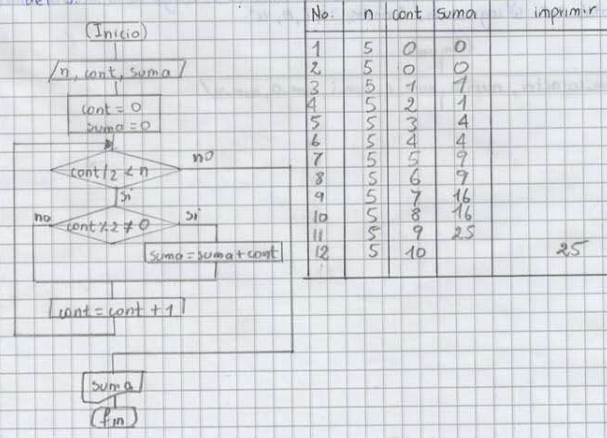 (Inicio)
n, cont, suma
cont = 0
suma = 0
cont/2 < n
no
si
cont%2 ≠ 0
no
si
suma = suma + cont
cont = cont + 1
suma
fin
No. n cont suma imprimir
1 5 0 0
2 5 0 0
3 5 1 1
4 5 2 1
5 5 3 4
6 5 4 4
7 5 5 9
8 5 6 9
9 5 7 16
10 5 8 16
11 5 9 25
12 5 10 25